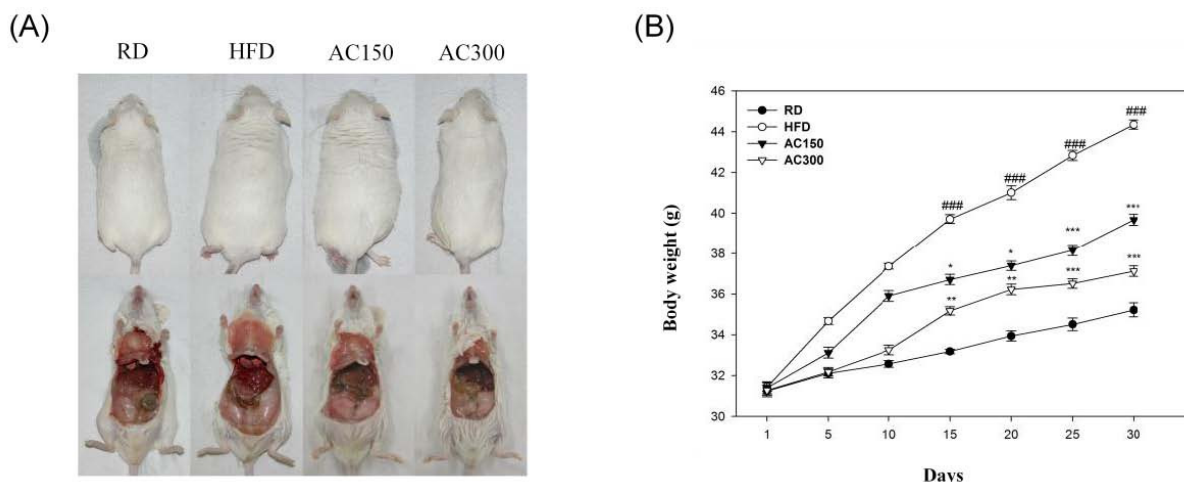 (A)
RD HFD AC150 AC300
(B)
46
44
42
40
38
36
34
32
30
Body weight (g)
RD
HFD
AC150
AC300
###
###
###
###
*
*
***
***
**
**
***
***
1 5 10 15 20 25 30
Days